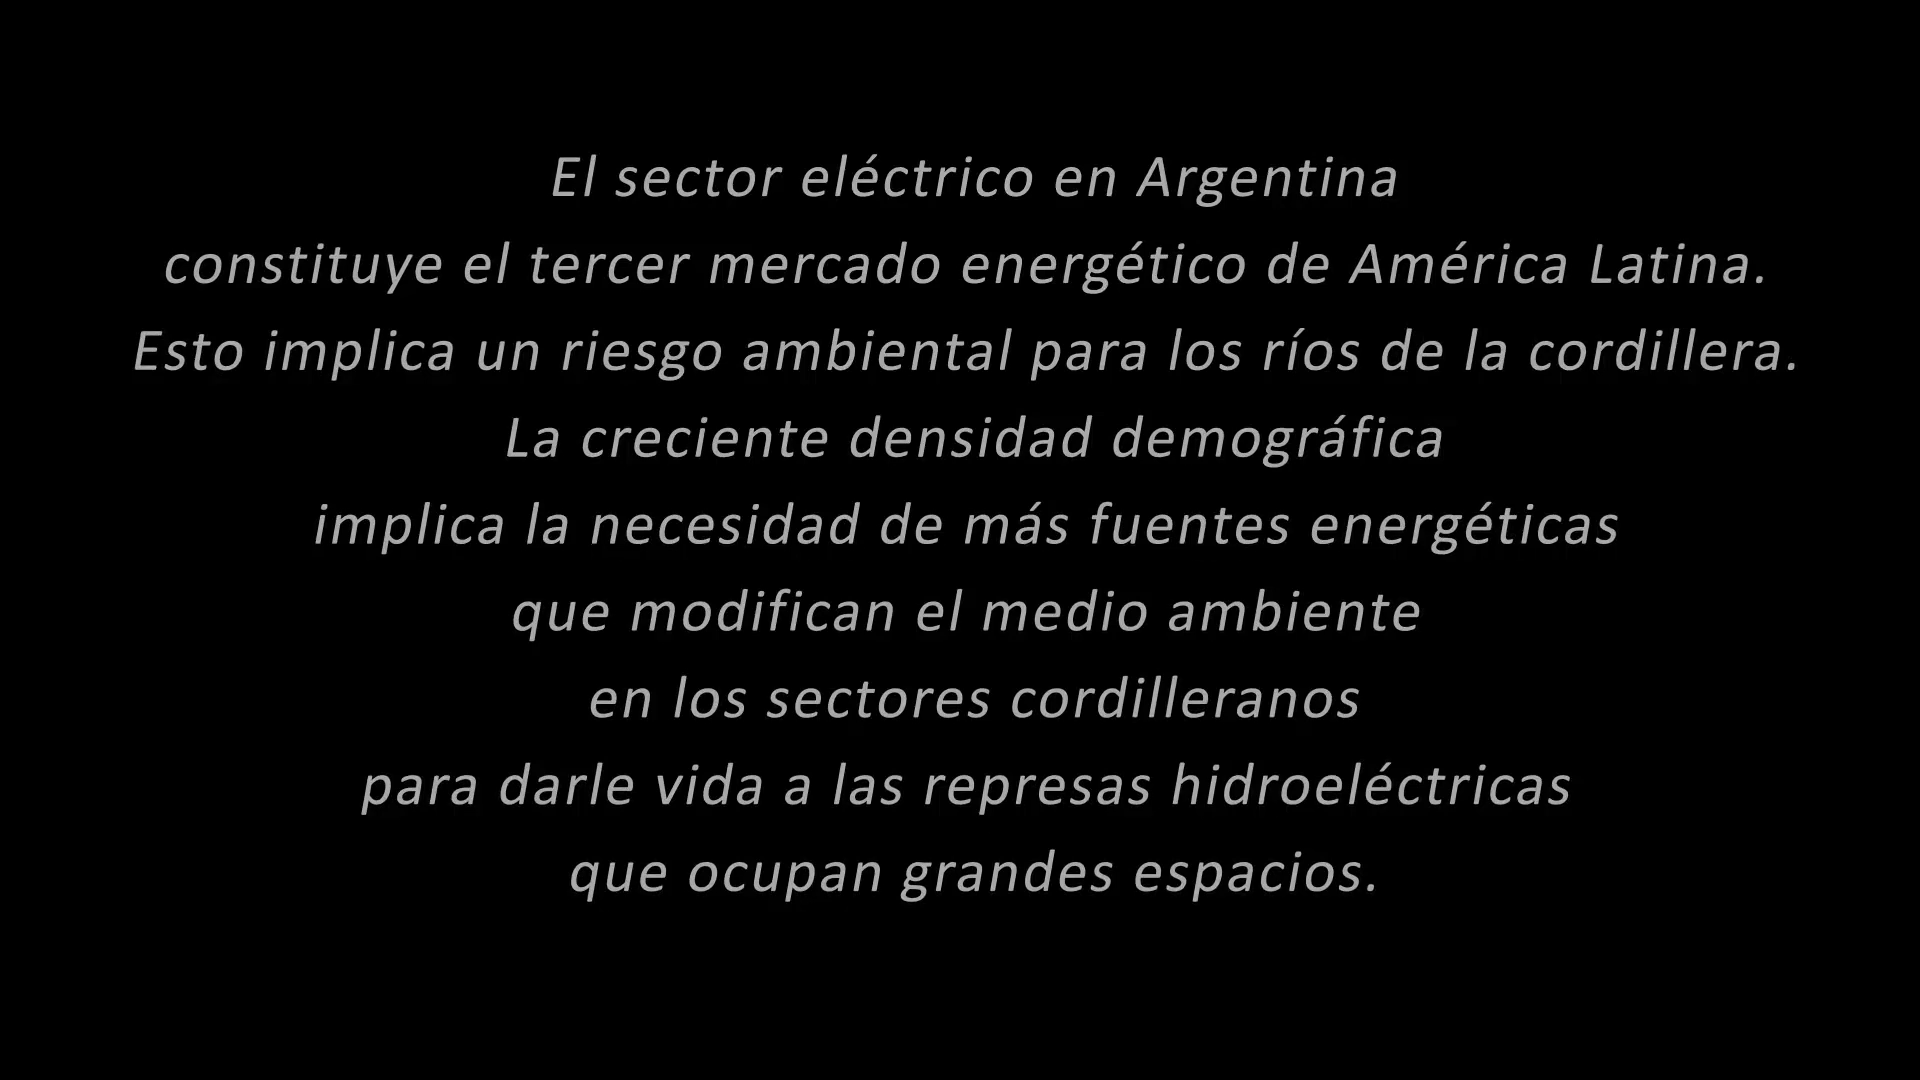 El sector eléctrico en Argentina
constituye el tercer mercado energético de América Latina.
Esto implica un riesgo ambiental para los ríos de la cordillera.
La creciente densidad demográfica
implica la necesidad de más fuentes energéticas
que modifican el medio ambiente
en los sectores cordilleranos
para darle vida a las represas hidroeléctricas
que ocupan grandes espacios.